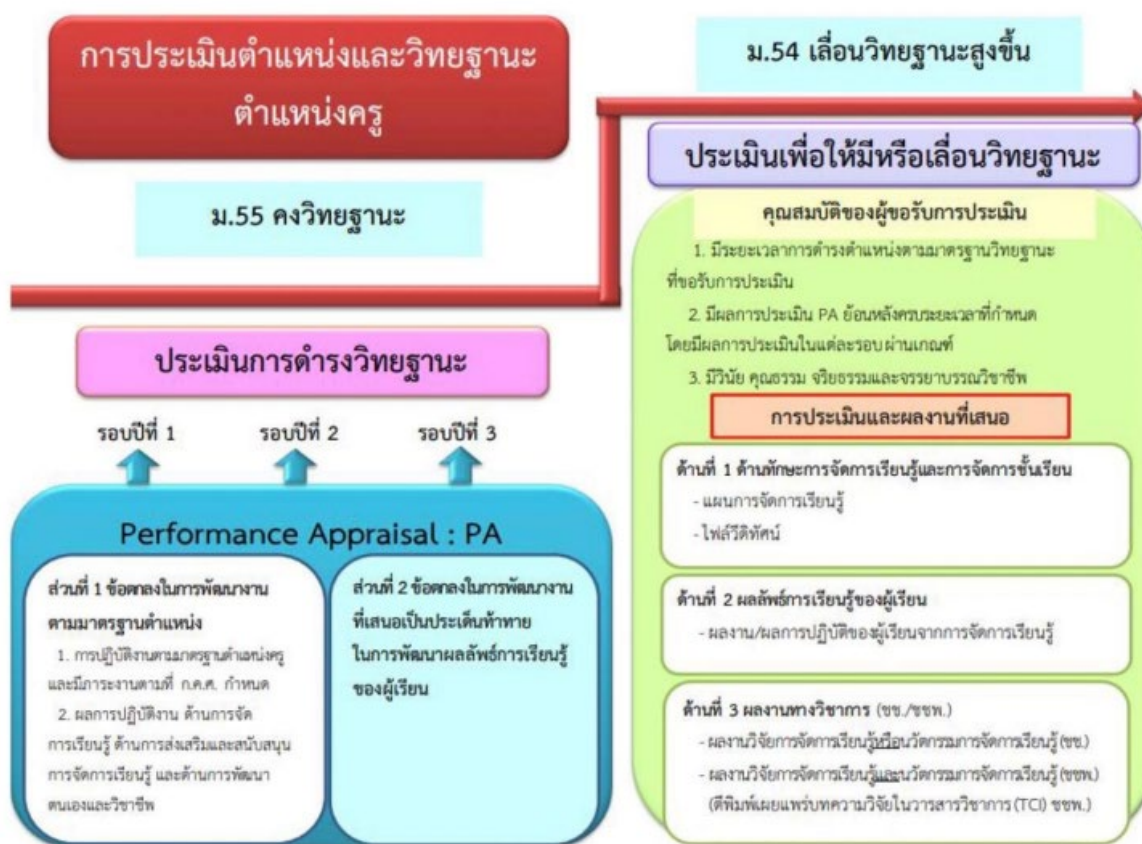 การประเมินตำแหน่งและวิทยฐานะ
ตำแหน่งครู
ม.54 เลื่อนวิทยฐานะสูงขึ้น
ม.55 คงวิทยฐานะ
ประเมินการดำรงวิทยฐานะ
รอบปีที่ 1
รอบปีที่ 2
รอบปีที่ 3
Performance Appraisal : PA
ส่วนที่ 1 ข้อตกลงในการพัฒนางาน
ตามมาตรฐานตำแหน่ง
1. การปฏิบัติงานตามมาตรฐานตำแหน่งครู
และมีภาระงานตามที่ ก.ค.ศ. กำหนด
2. ผลการปฏิบัติงาน ด้านการจัด
การเรียนรู้ ด้านการส่งเสริมและสนับสนุน
การจัดการเรียนรู้ และด้านการพัฒนา
ตนเองและวิชาชีพ
ส่วนที่ 2 ข้อตกลงในการพัฒนางาน
ที่เสนอเป็นประเด็นท้าทาย
ในการพัฒนาผลลัพธ์การเรียนรู้
ของผู้เรียน
ประเมินเพื่อให้มีหรือเลื่อนวิทยฐานะ
คุณสมบัติของผู้ขอรับการประเมิน
1. มีระยะเวลาการดำรงตำแหน่งตามมาตรฐานวิทยฐานะ
ที่ขอรับการประเมิน
2. มีผลการประเมิน PA ย้อนหลังครบระยะเวลาที่กำหนด
โดยมีผลการประเมินในแต่ละรอบ ผ่านเกณฑ์
3. มีวินัย คุณธรรม จริยธรรมและจรรยาบรรณวิชาชีพ
การประเมินและผลงานที่เสนอ
ด้านที่ 1 ด้านทักษะการจัดการเรียนรู้และการจัดการชั้นเรียน
- แผนการจัดการเรียนรู้
- ไฟล์วีดิทัศน์
ด้านที่ 2 ผลลัพธ์การเรียนรู้ของผู้เรียน
- ผลงาน/ผลการปฏิบัติของผู้เรียนจากการจัดการเรียนรู้
ด้านที่ 3 ผลงานทางวิชาการ (ชช./ชชพ.)
- ผลงานวิจัยการจัดการเรียนรู้หรือนวัตกรรมการจัดการเรียนรู้ (ชช.)
- ผลงานวิจัยการจัดการเรียนรู้และนวัตกรรมการจัดการเรียนรู้ (ชชพ.)
(ตีพิมพ์เผยแพร่บทความวิจัยในวารสารวิชาการ (TCI) ชชพ.)